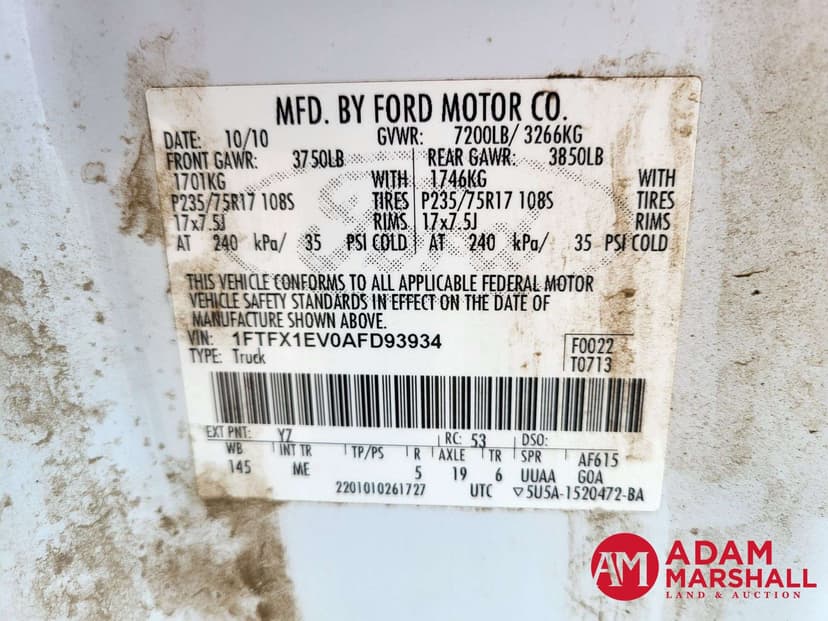 MFD. BY FORD MOTOR CO.
DATE: 10/10 GVWR: 7200LB/ 3266KG
FRONT GAWR: 3750LB REAR GAWR: 3850LB
1701KG WITH 1746KG WITH
P235/75R17 108S TIRES P235/75R17 108S TIRES
17x7.5J RIMS 17x7.5J RIMS
AT 240 kPa/ 35 PSI COLD AT 240 kPa/ 35 PSI COLD
THIS VEHICLE CONFORMS TO ALL APPLICABLE FEDERAL MOTOR
VEHICLE SAFETY STANDARDS IN EFFECT ON THE DATE OF
MANUFACTURE SHOWN ABOVE.
VIN: 1FTFX1EV0AFD93934 F0022
TYPE: Truck T0713
EXT PNT: YZ RC: 53 DSO:
WB INT TR TP/PS R AXLE TR SPR AF615
145 ME 5 19 6 UUAA GOA
2201010261727 UTC ▽5U5A-1520472-BA
AM ADAM
MARSHALL
LAND & AUCTION